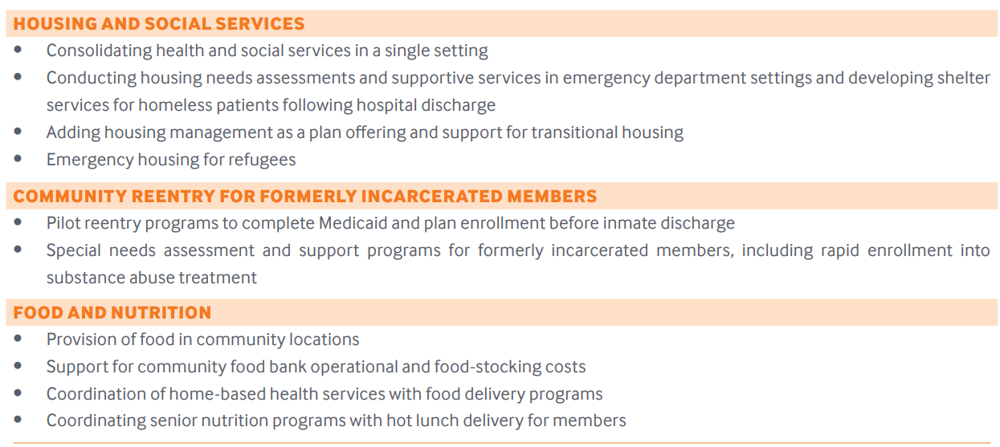 HOUSING AND SOCIAL SERVICES
• Consolidating health and social services in a single setting
• Conducting housing needs assessments and supportive services in emergency department settings and developing shelter
services for homeless patients following hospital discharge
• Adding housing management as a plan offering and support for transitional housing
• Emergency housing for refugees
COMMUNITY REENTRY FOR FORMERLY INCARCERATED MEMBERS
• Pilot reentry programs to complete Medicaid and plan enrollment before inmate discharge
• Special needs assessment and support programs for formerly incarcerated members, including rapid enrollment into
substance abuse treatment
FOOD AND NUTRITION
• Provision of food in community locations
• Support for community food bank operational and food-stocking costs
• Coordination of home-based health services with food delivery programs
• Coordinating senior nutrition programs with hot lunch delivery for members